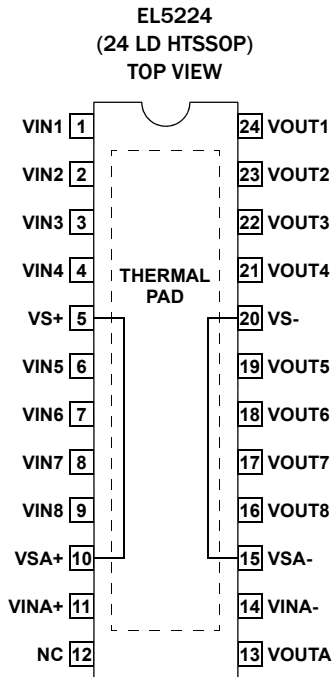 EL5224
(24 LD HTSSOP)
TOP VIEW
VIN1 1 24 VOUT1
VIN2 2 23 VOUT2
VIN3 3 22 VOUT3
VIN4 4 21 VOUT4
THERMAL
PAD
VS+ 5 20 VS-
VIN5 6 19 VOUT5
VIN6 7 18 VOUT6
VIN7 8 17 VOUT7
VIN8 9 16 VOUT8
VSA+ 10 15 VSA-
VINA+ 11 14 VINA-
NC 12 13 VOUTA